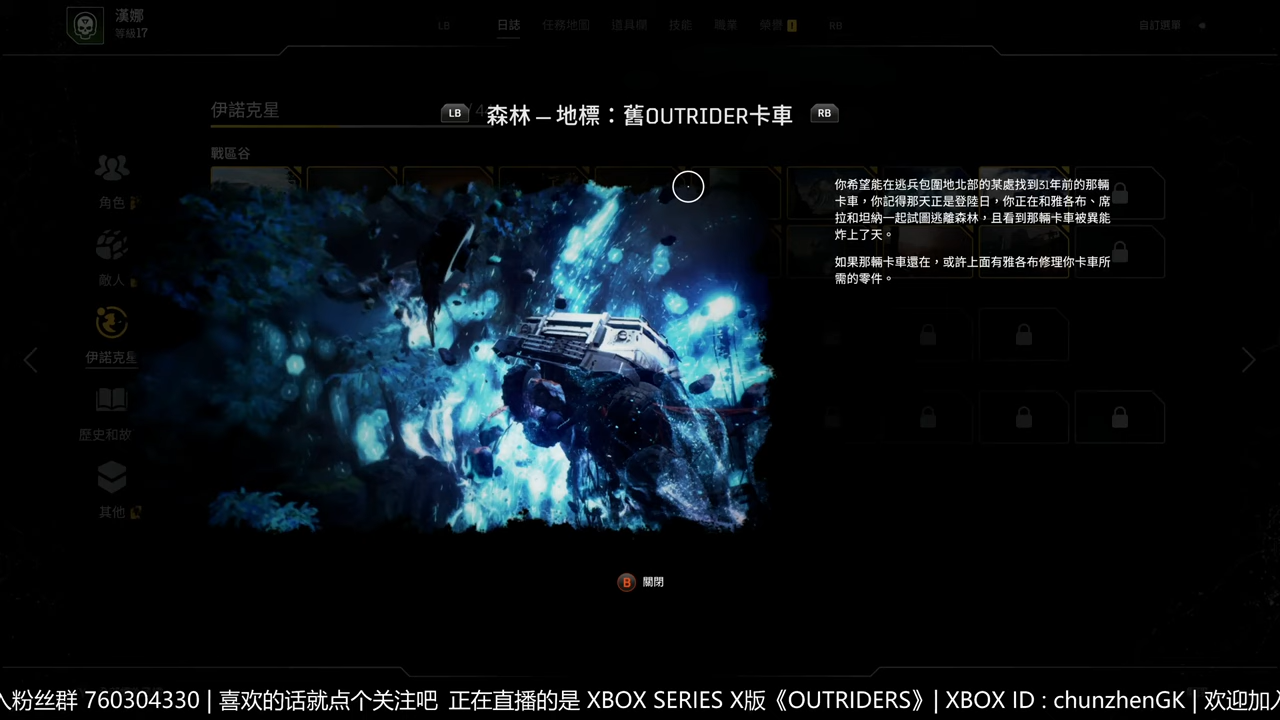 漢娜
等級17
LB 日誌 任務地圖 道具欄 技能 職業 榮譽 ! RB
自訂選單
伊諾克星
LB 森林 – 地標：舊OUTRIDER卡車 RB
戰區谷
角色
敵人
伊諾克星
歷史和故
其他
你希望能在逃兵包圍地北部的某處找到31年前的那輛
卡車，你記得那天正是登陸日，你正在和雅各布、席
拉和坦納一起試圖逃離森林，且看到那輛卡車被異能
炸上了天。
如果那輛卡車還在，或許上面有雅各布修理你卡車所
需的零件。
B 關閉
入粉丝群 760304330 | 喜欢的话就点个关注吧 正在直播的是 XBOX SERIES X版《OUTRIDERS》| XBOX ID : chunzhenGK | 欢迎加入